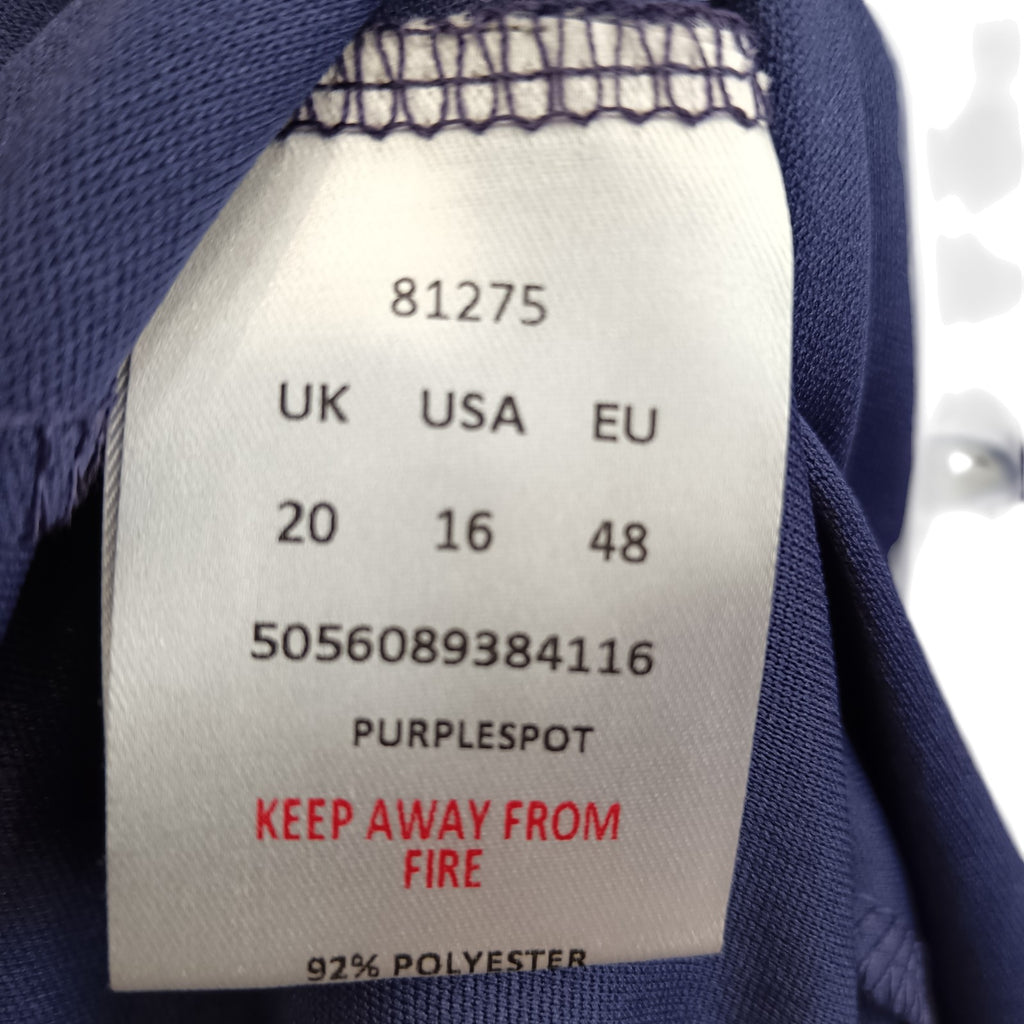 81275
UK USA EU
20 16 48
5056089384116
PURPLESPOT
KEEP AWAY FROM
FIRE
92% POLYESTER